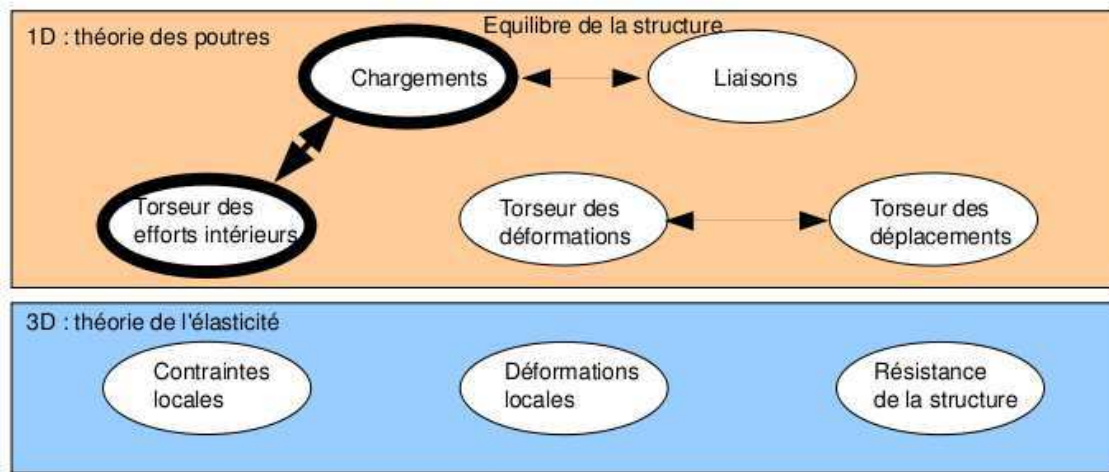 Equilibre de la structure
1D : théorie des poutres
Chargements
Liaisons
Torseur des
efforts intérieurs
Torseur des
déformations
Torseur des
déplacements
3D : théorie de l'élasticité
Contraintes
locales
Déformations
locales
Résistance
de la structure